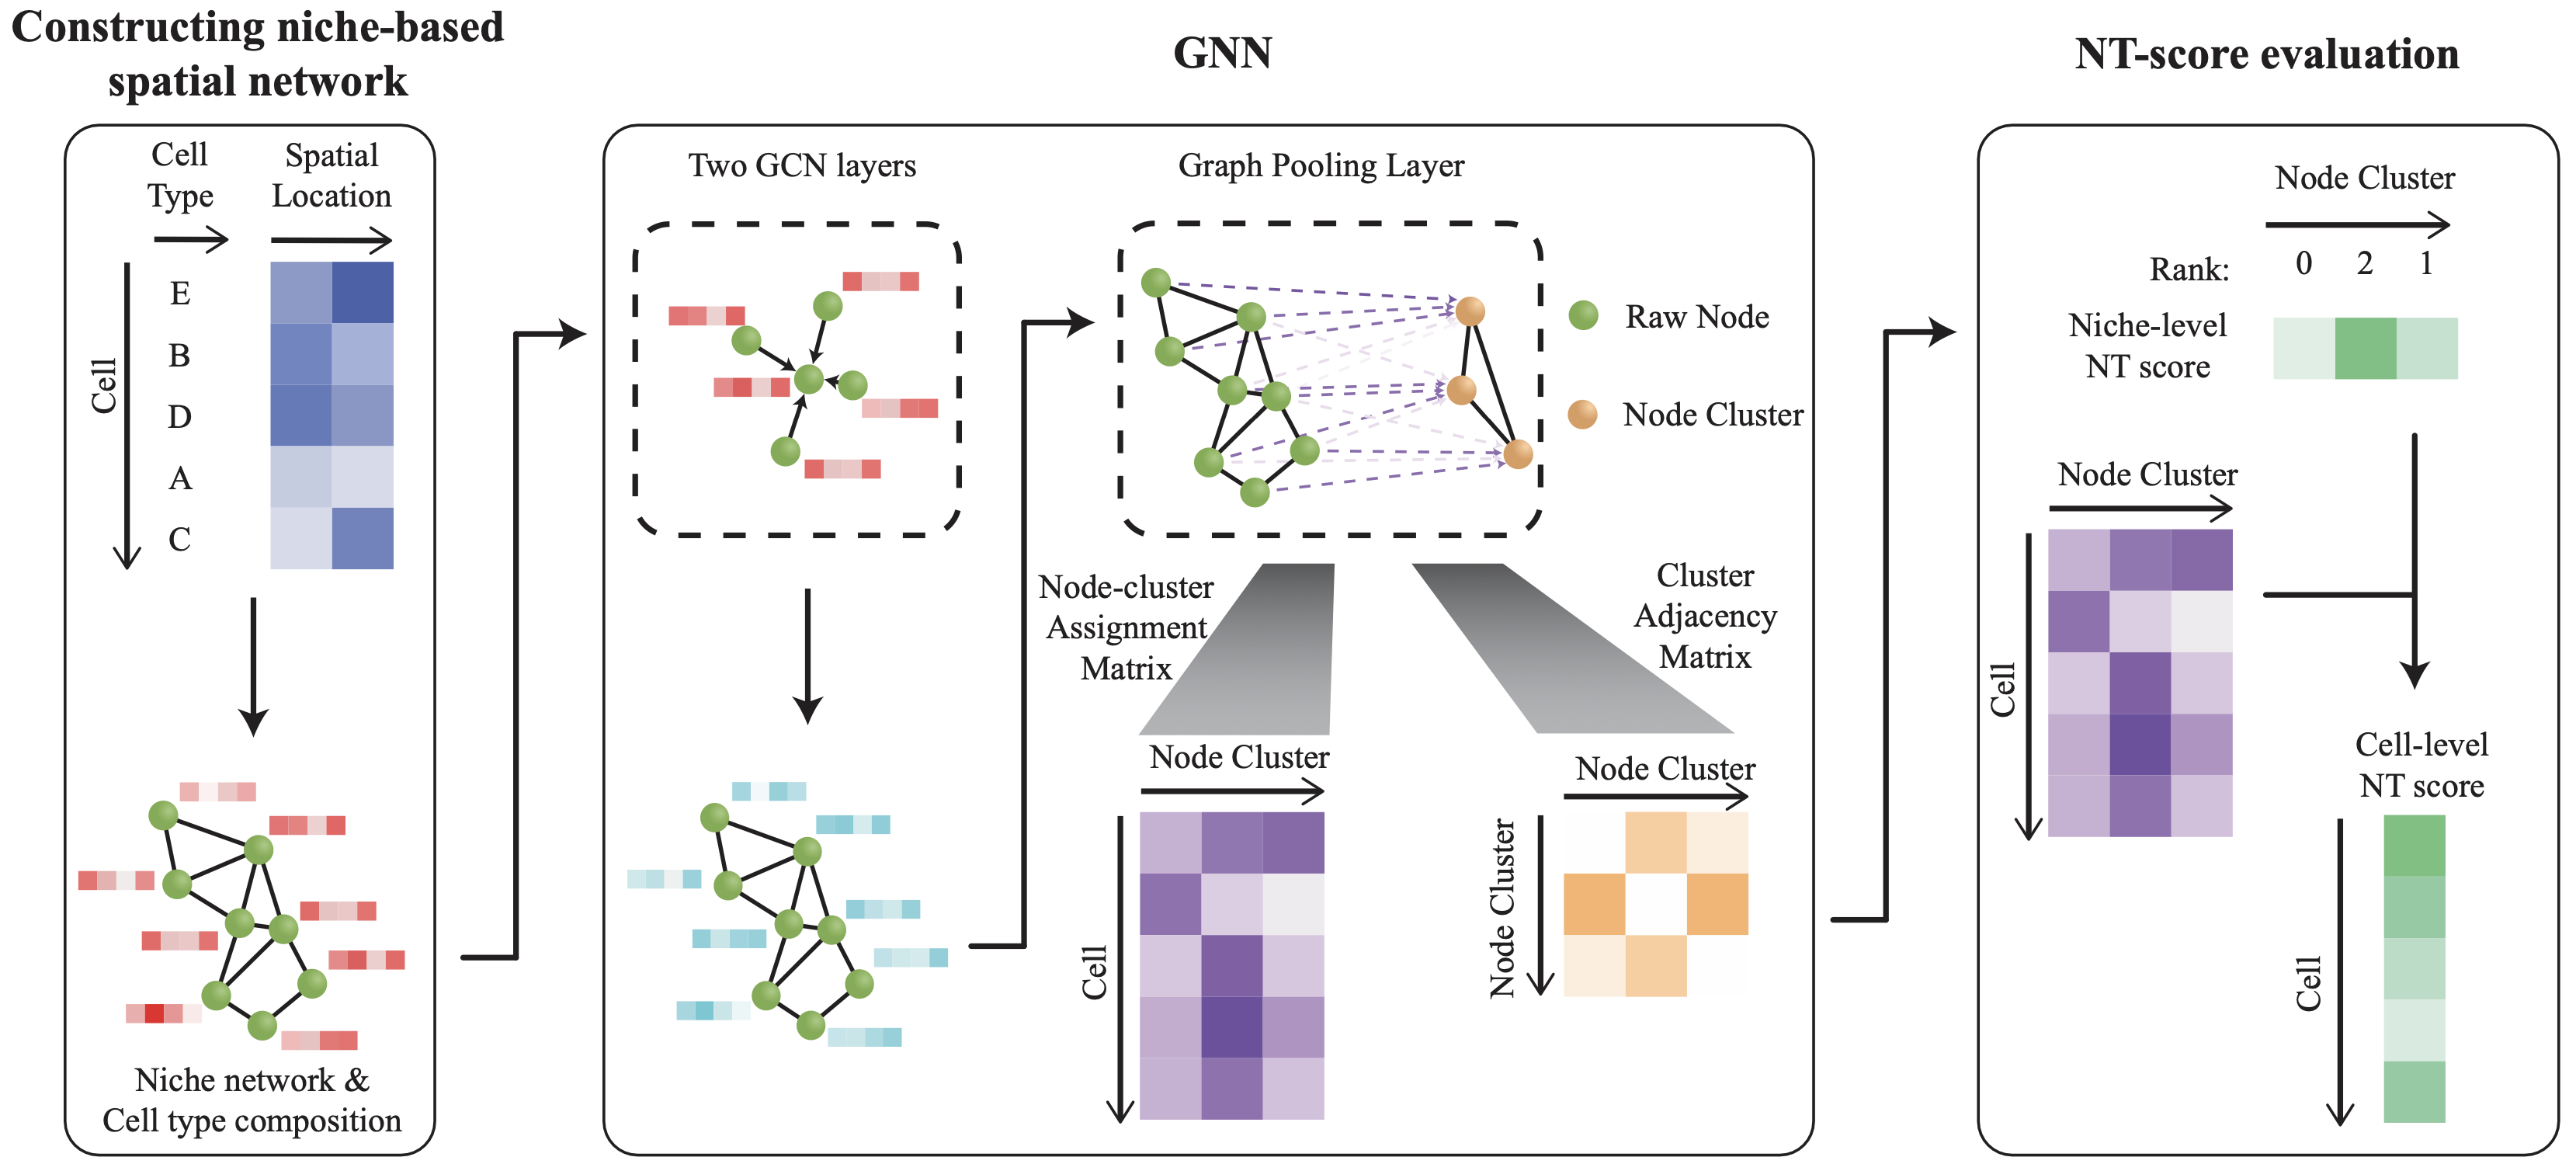 Constructing niche-based
spatial network
Cell
Type
Spatial
Location
Cell
E
B
D
A
C
Niche network &
Cell type composition
GNN
Two GCN layers
Graph Pooling Layer
Raw Node
Node Cluster
Node-cluster
Assignment
Matrix
Cluster
Adjacency
Matrix
Node Cluster
Cell
Node Cluster
Node Cluster
NT-score evaluation
Node Cluster
Rank: 0 2 1
Niche-level
NT score
Node Cluster
Cell
Cell-level
NT score
Cell